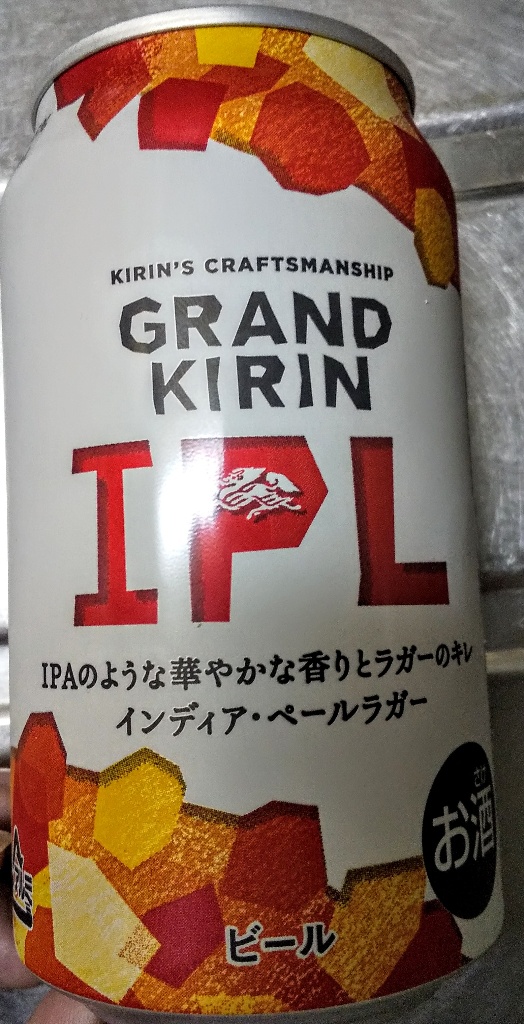 KIRIN'S CRAFTSMANSHIP
GRAND
KIRIN
IPL
IPAのような華やかな香りとラガーのキレ
インディア・ペールラガー
さけ
お酒
ビール